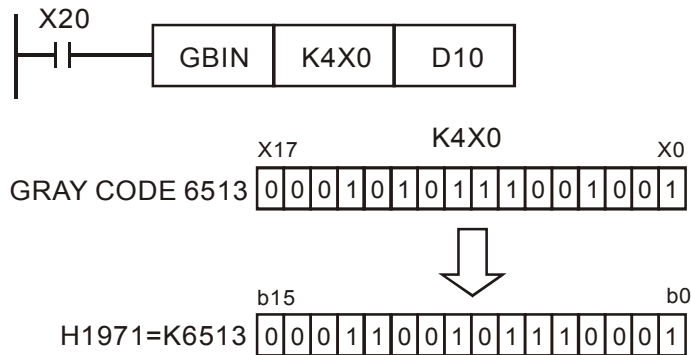 X20
GBIN K4X0 D10
K4X0
X17 X0
GRAY CODE 6513 0 0 0 1 0 1 0 1 1 1 0 0 1 0 0 1
b15 b0
H1971=K6513 0 0 0 1 1 0 0 1 0 1 1 1 0 0 0 1